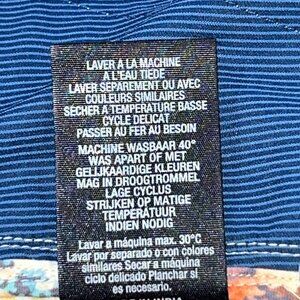 LAVER A LA MACHINE
A L'EAU TIEDE
LAVER SEPAREMENT OU AVEC
COULEURS SIMILAIRES
SECHER A TEMPERATURE BASSE
CYCLE DELICAT
PASSER AU FER AU BESOIN
MACHINE WASBAAR 40°
WAS APART OF MET
GELIJKAARDIGE KLEUREN
MAG IN DROOGTROMMEL
LAGE CYCLUS
STRIJKEN OP MATIGE
TEMPERATUUR
INDIEN NODIG
Lavar a máquina max. 30°C
Lavar por separado o con colores
similares Secar a máquina
ciclo delicado Planchar si
es necesario.